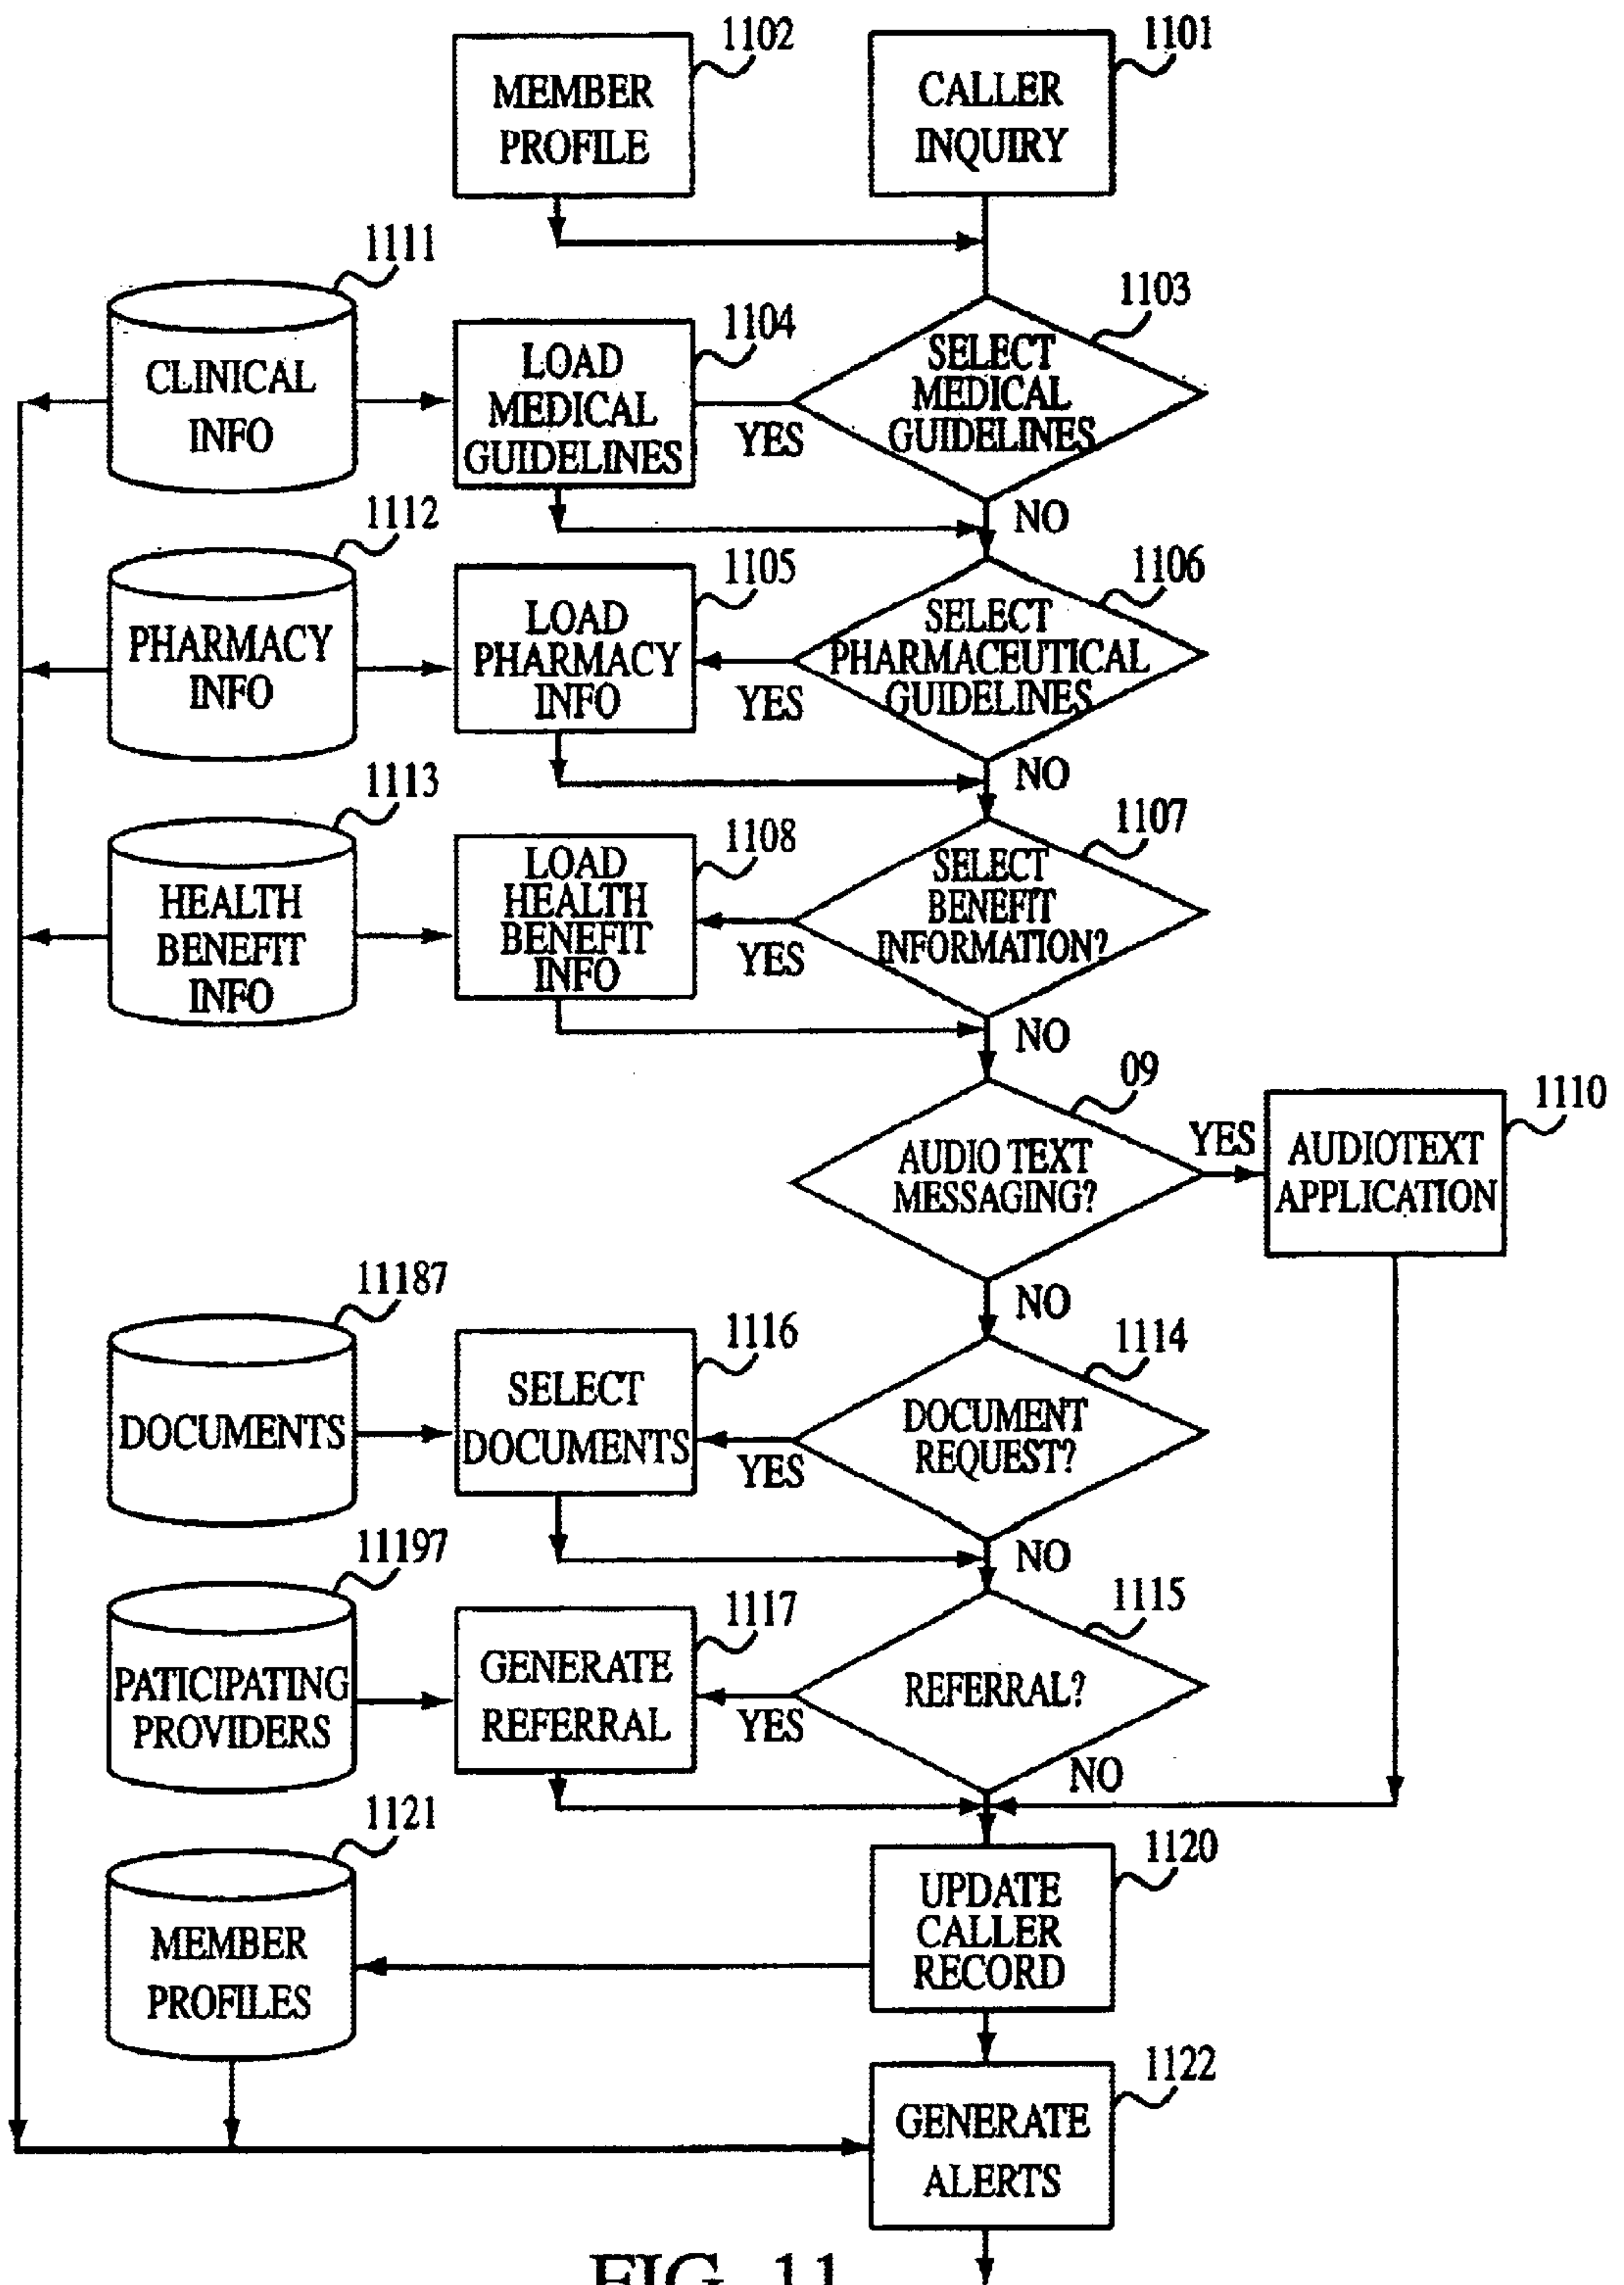 1102
MEMBER
PROFILE
1101
CALLER
INQUIRY
1111
CLINICAL
INFO
1104
LOAD
MEDICAL
GUIDELINES
YES
1103
SELECT
MEDICAL
GUIDELINES
NO
1112
PHARMACY
INFO
1105
LOAD
PHARMACY
INFO
YES
1106
SELECT
PHARMACEUTICAL
GUIDELINES
NO
1113
HEALTH
BENEFIT
INFO
1108
LOAD
HEALTH
BENEFIT
INFO
YES
1107
SELECT
BENEFIT
INFORMATION?
NO
09
AUDIO TEXT
MESSAGING?
YES
1110
AUDIOTEXT
APPLICATION
NO
11187
DOCUMENTS
1116
SELECT
DOCUMENTS
YES
1114
DOCUMENT
REQUEST?
NO
11197
PATICIPATING
PROVIDERS
1117
GENERATE
REFERRAL
YES
1115
REFERRAL?
NO
1121
MEMBER
PROFILES
1120
UPDATE
CALLER
RECORD
1122
GENERATE
ALERTS
FIG. 11